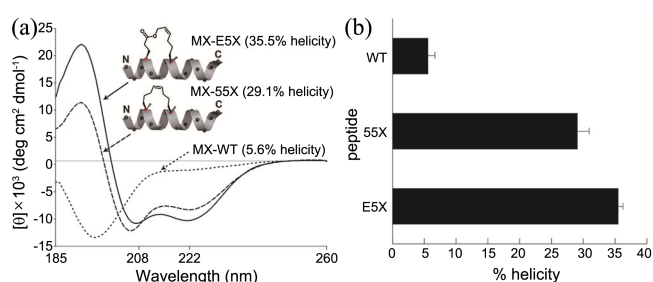 (a)
25
20
15
10
5
0
-5
-10
-15
[θ]×10³ (deg cm² dmol⁻¹)
MX-E5X (35.5% helicity)
N
C
MX-55X (29.1% helicity)
N
C
MX-WT (5.6% helicity)
185 208 222 260
Wavelength (nm)
(b)
peptide
WT
55X
E5X
0 5 10 15 20 25 30 35 40
% helicity